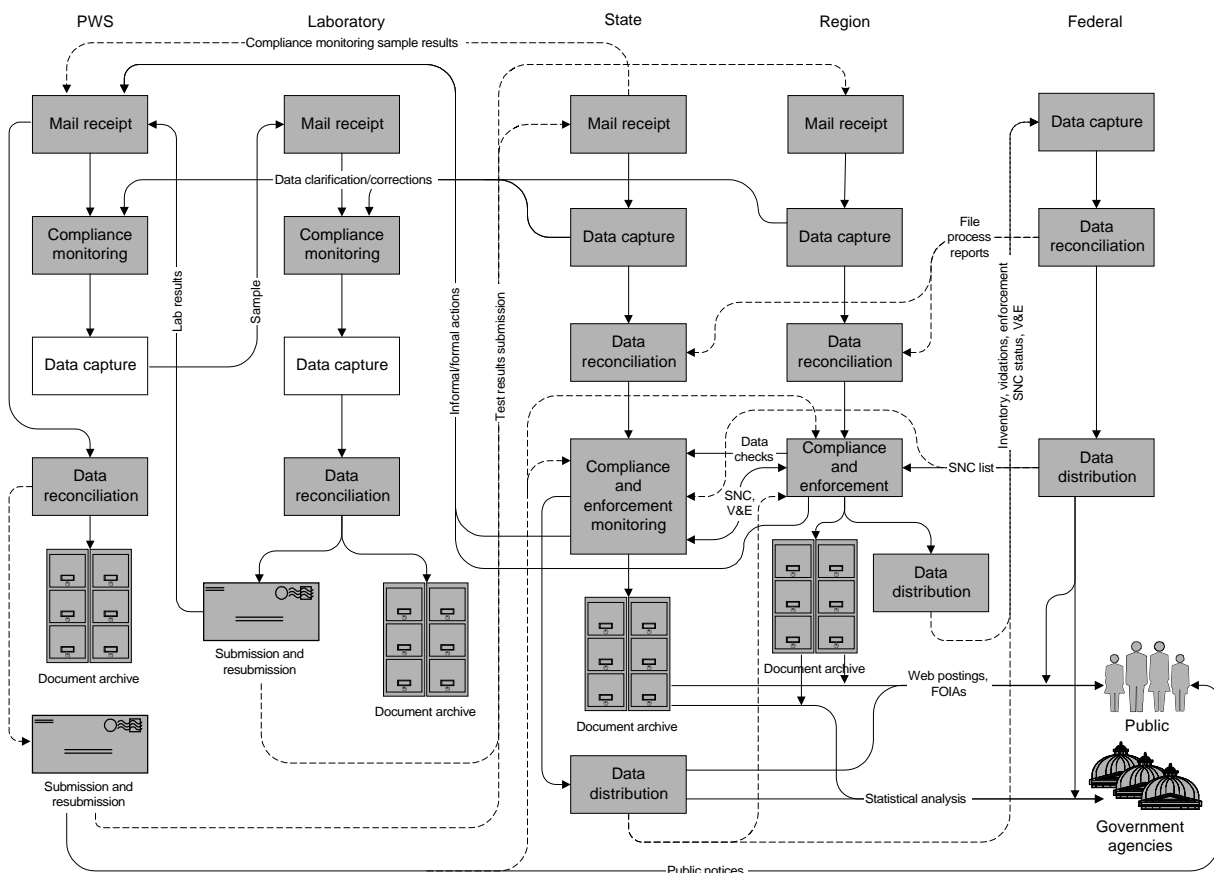 PWS
Laboratory
State
Region
Federal
Compliance monitoring sample results
Mail receipt
Mail receipt
Mail receipt
Mail receipt
Data capture
Data clarification/corrections
Compliance
monitoring
Compliance
monitoring
Data capture
Data capture
File
process
reports
Data
reconciliation
Lab results
Sample
Informal/formal actions
Test results submission
Inventory, violations, enforcement
SNC status, V&E
Data capture
Data capture
Data
reconciliation
Data
reconciliation
Data
reconciliation
Data
reconciliation
Compliance
and
enforcement
monitoring
Data
checks
SNC,
V&E
Compliance
and
enforcement
SNC list
Data
distribution
Data
distribution
Document archive
Submission and
resubmission
Document archive
Document archive
Document archive
Web postings,
FOIAs
Public
Submission and
resubmission
Data
distribution
Statistical analysis
Government
agencies
Public notices